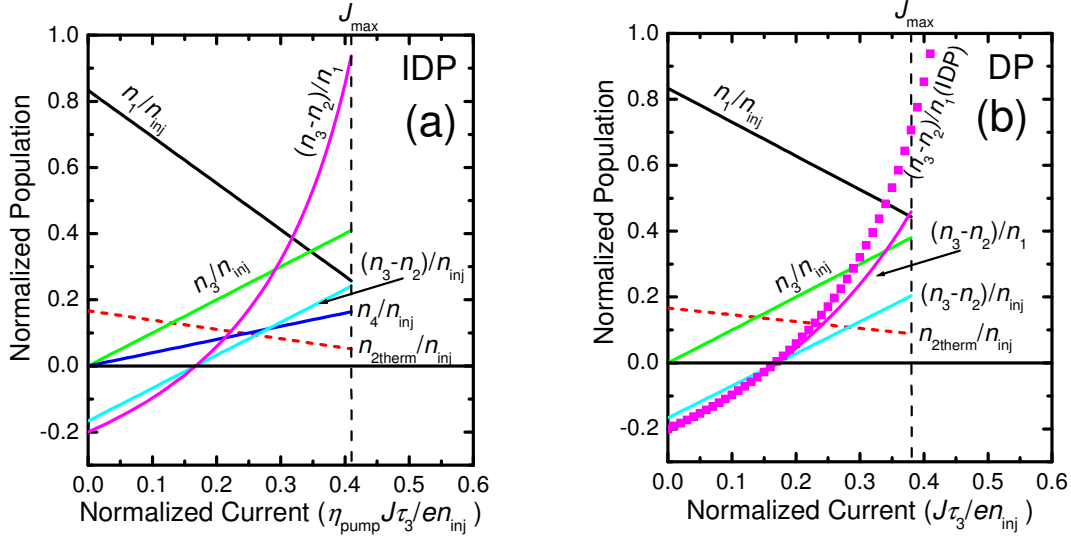 J_max
IDP
(a)
1.0
0.8
0.6
0.4
0.2
0.0
-0.2
Normalized Population
n_1/n_inj
(n_3-n_2)/n_1
n_3/n_inj
(n_3-n_2)/n_inj
n_4/n_inj
n_2therm/n_inj
0.0 0.1 0.2 0.3 0.4 0.5 0.6
Normalized Current (η_pump Jτ_3/en_inj)
J_max
DP
(b)
1.0
0.8
0.6
0.4
0.2
0.0
-0.2
Normalized Population
n_1/n_inj
(n_3-n_2)/n_1(IDP)
(n_3-n_2)/n_1
n_3/n_inj
(n_3-n_2)/n_inj
n_2therm/n_inj
0.0 0.1 0.2 0.3 0.4 0.5 0.6
Normalized Current (Jτ_3/en_inj)